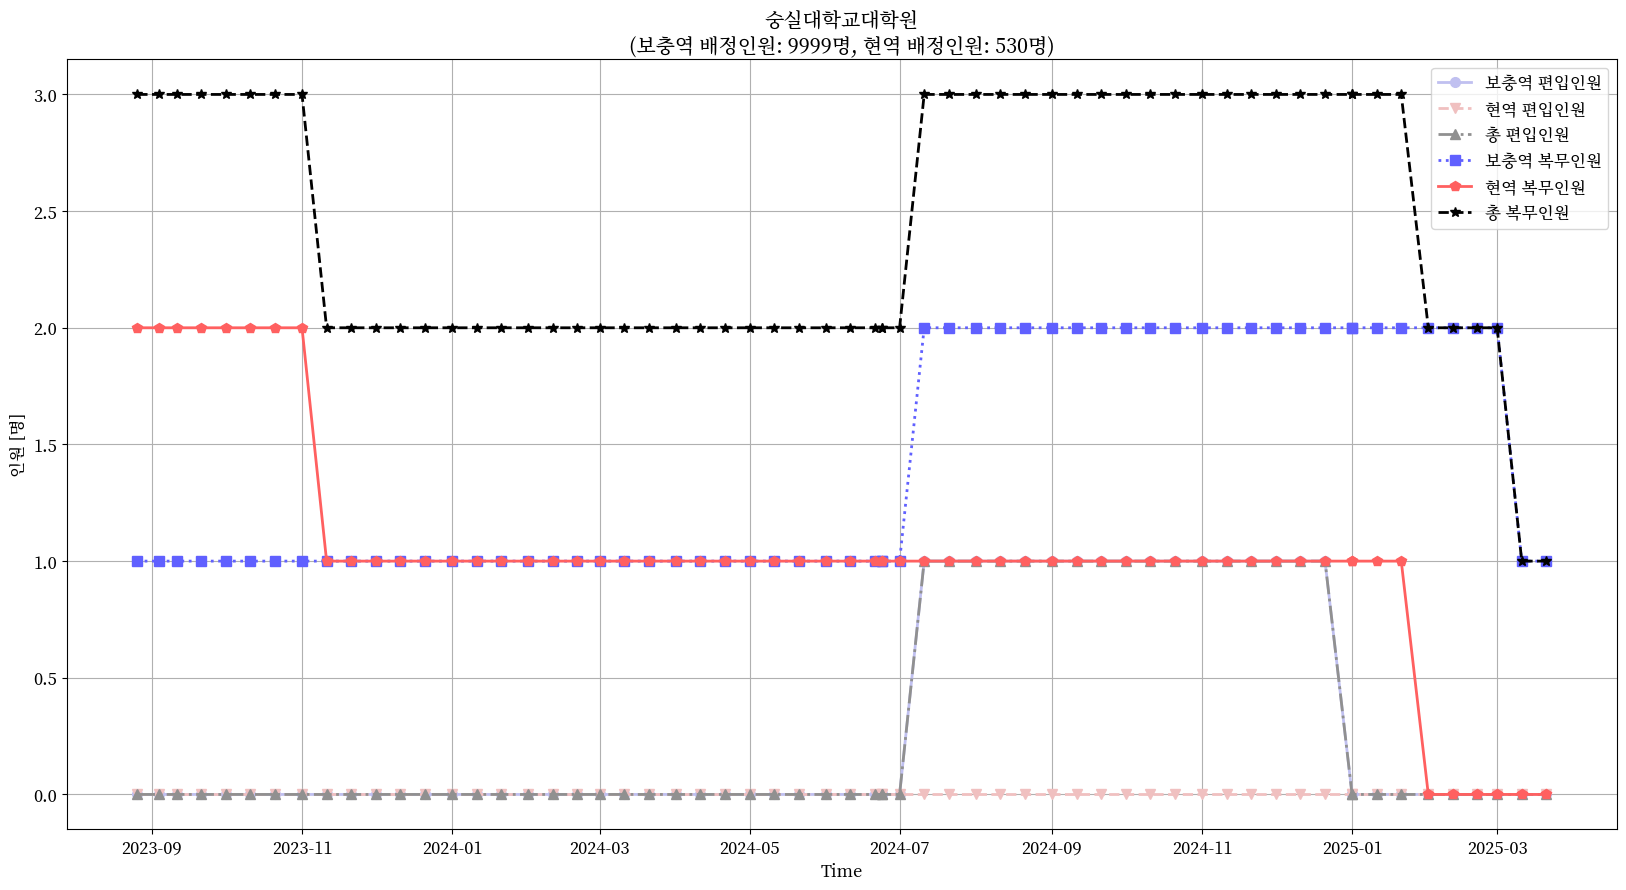 숭실대학교대학원
(보충역 배정인원: 9999명, 현역 배정인원: 530명)
보충역 편입인원
현역 편입인원
총 편입인원
보충역 복무인원
현역 복무인원
총 복무인원
인원 [명]
3.0
2.5
2.0
1.5
1.0
0.5
0.0
2023-09
2023-11
2024-01
2024-03
2024-05
2024-07
2024-09
2024-11
2025-01
2025-03
Time